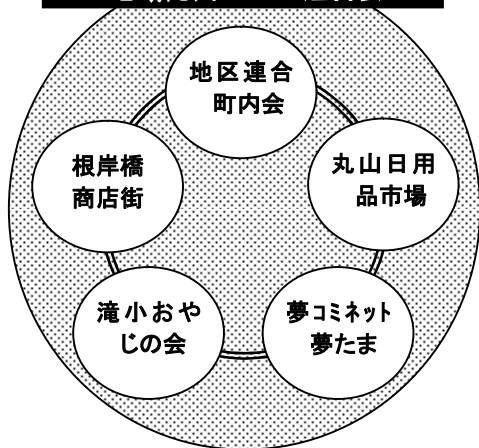 地区連合
町内会
根岸橋
商店街
丸山日用
品市場
滝小おや
じの会
夢コミネット
夢たま